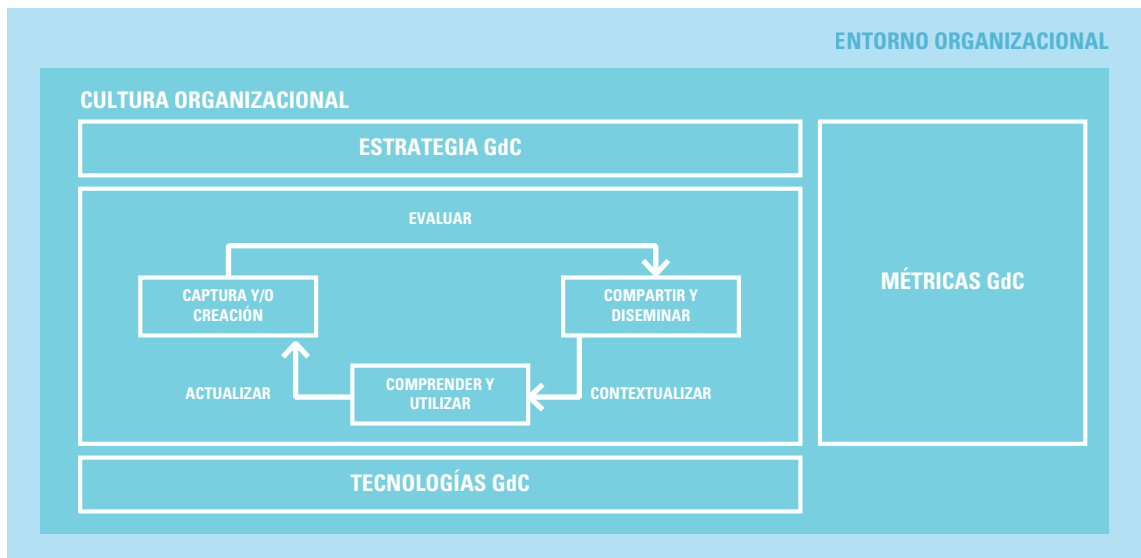 ENTORNO ORGANIZACIONAL
CULTURA ORGANIZACIONAL
ESTRATEGIA GdC
EVALUAR
CAPTURA Y/O
CREACIÓN
COMPARTIR Y
DISEMINAR
MÉTRICAS GdC
ACTUALIZAR
COMPRENDER Y
UTILIZAR
CONTEXTUALIZAR
TECNOLOGÍAS GdC